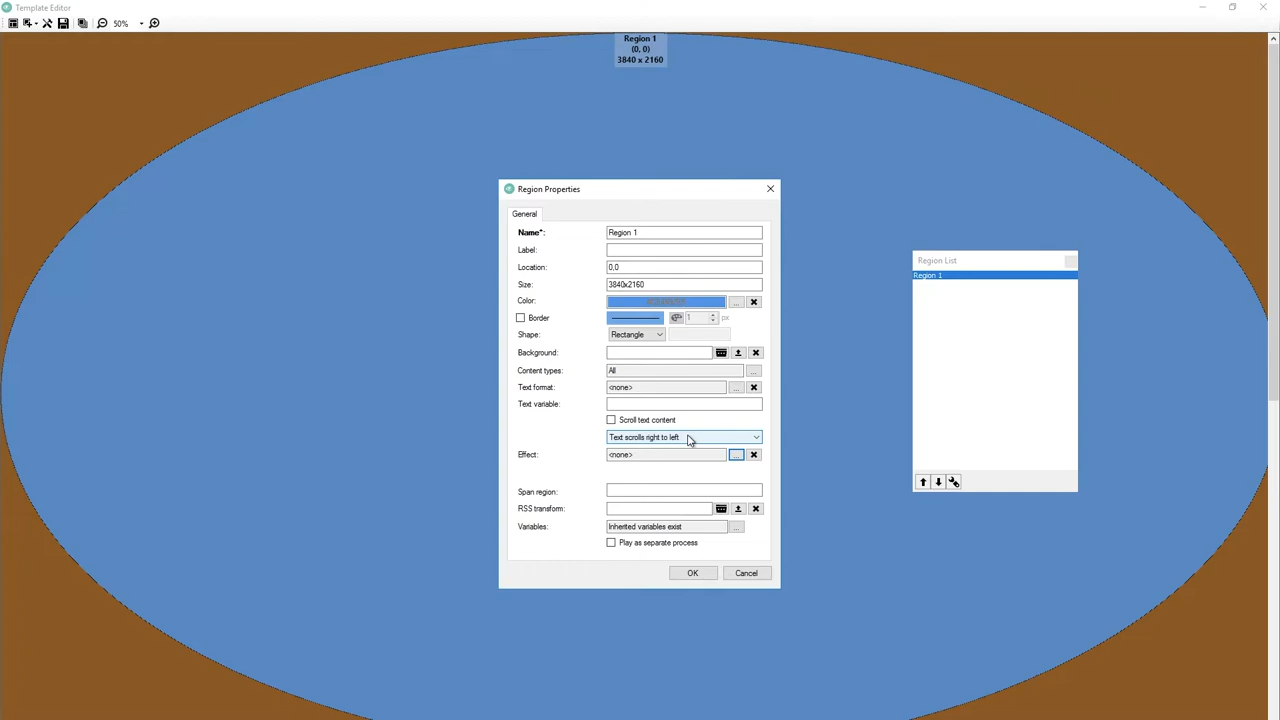 Template Editor
50%
Region 1
(0, 0)
3840 x 2160
Region Properties
General
Name*: Region 1
Label:
Location: 0,0
Size: 3840x2160
Color: ...
Border 1 px
Shape: Rectangle
Background:
Content types: All ...
Text format: <none> ...
Text variable:
Scroll text content
Text scrolls right to left
Effect: <none> ...
Span region:
RSS transform:
Variables: Inherited variables exist ...
Play as separate process
OK Cancel
Region List
Region 1